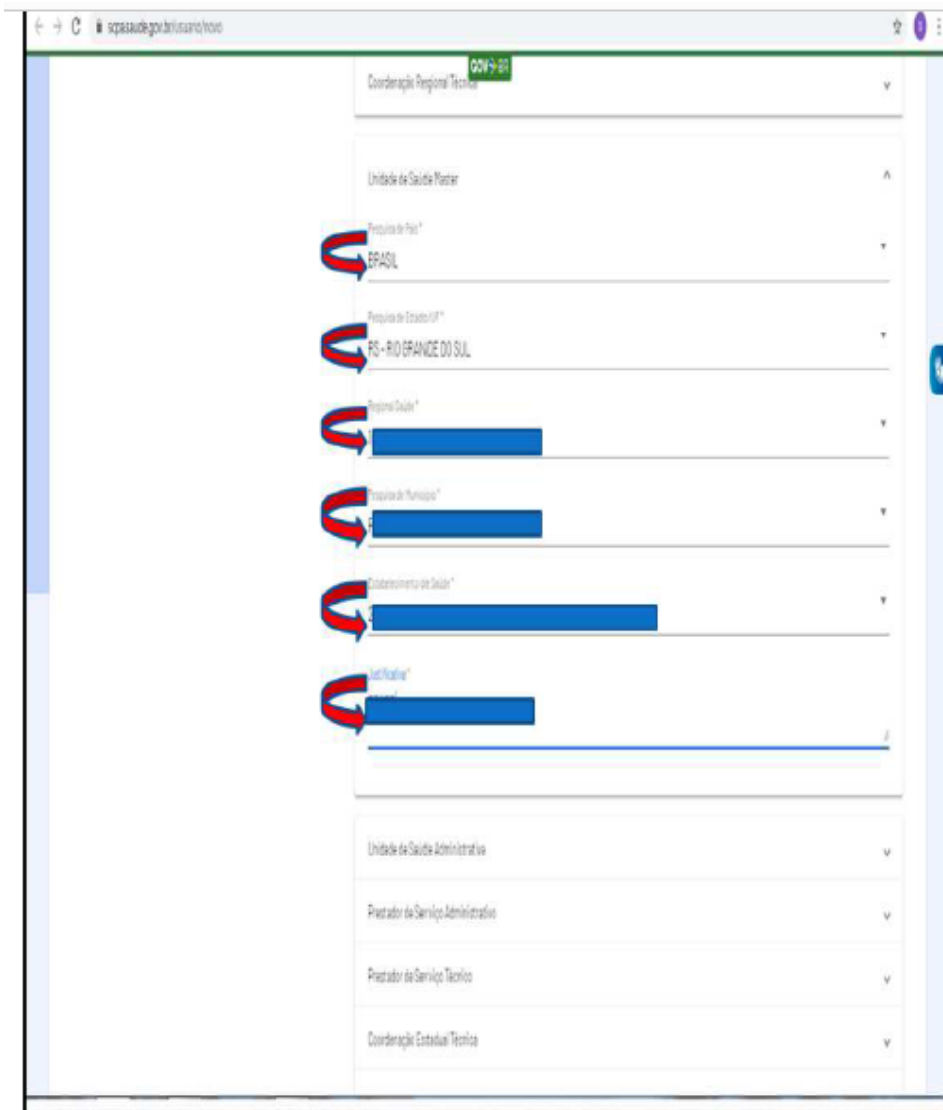 scpa.saude.gov.br/usuario/novo
GOV BR
Coordenação Regional Técnica
Unidade de Saúde Master
Pesquisa de País *
BRASIL
Pesquisa de Estado/UF *
RS - RIO GRANDE DO SUL
Regional Saúde *
Pesquisa de Município *
Estabelecimento de Saúde *
Justificativa *
Unidade de Saúde Administrativa
Prestador de Serviço Administrativo
Prestador de Serviço Técnico
Coordenação Estadual Técnica